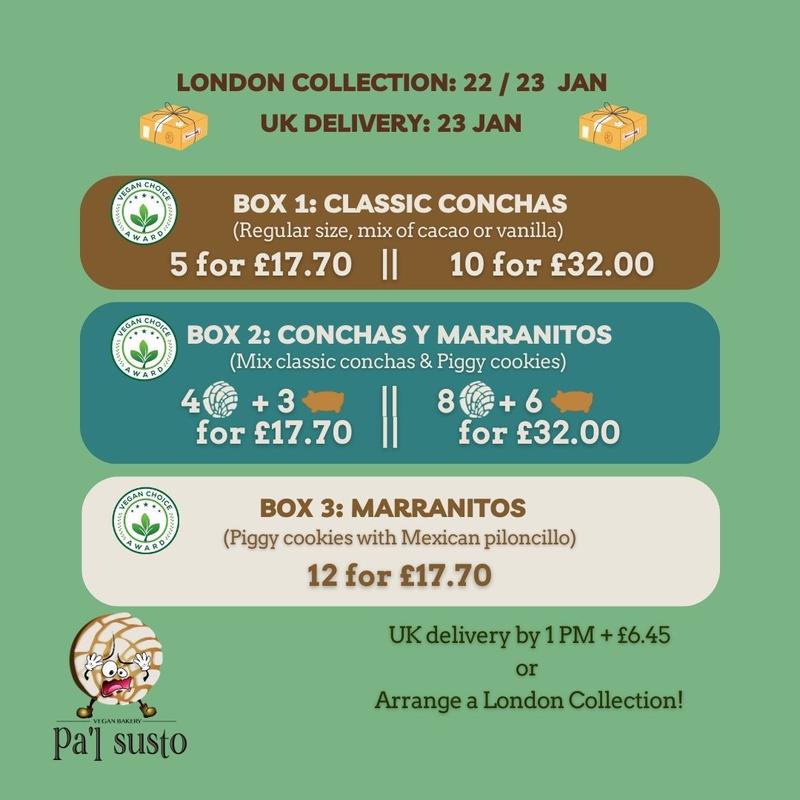 LONDON COLLECTION: 22 / 23 JAN
UK DELIVERY: 23 JAN
VEGAN CHOICE
AWARD
BOX 1: CLASSIC CONCHAS
(Regular size, mix of cacao or vanilla)
5 for £17.70 || 10 for £32.00
VEGAN CHOICE
AWARD
BOX 2: CONCHAS Y MARRANITOS
(Mix classic conchas & Piggy cookies)
4 + 3 || 8 + 6
for £17.70 || for £32.00
VEGAN CHOICE
AWARD
BOX 3: MARRANITOS
(Piggy cookies with Mexican piloncillo)
12 for £17.70
UK delivery by 1 PM + £6.45
or
Arrange a London Collection!
VEGAN BAKERY
Pa'l susto